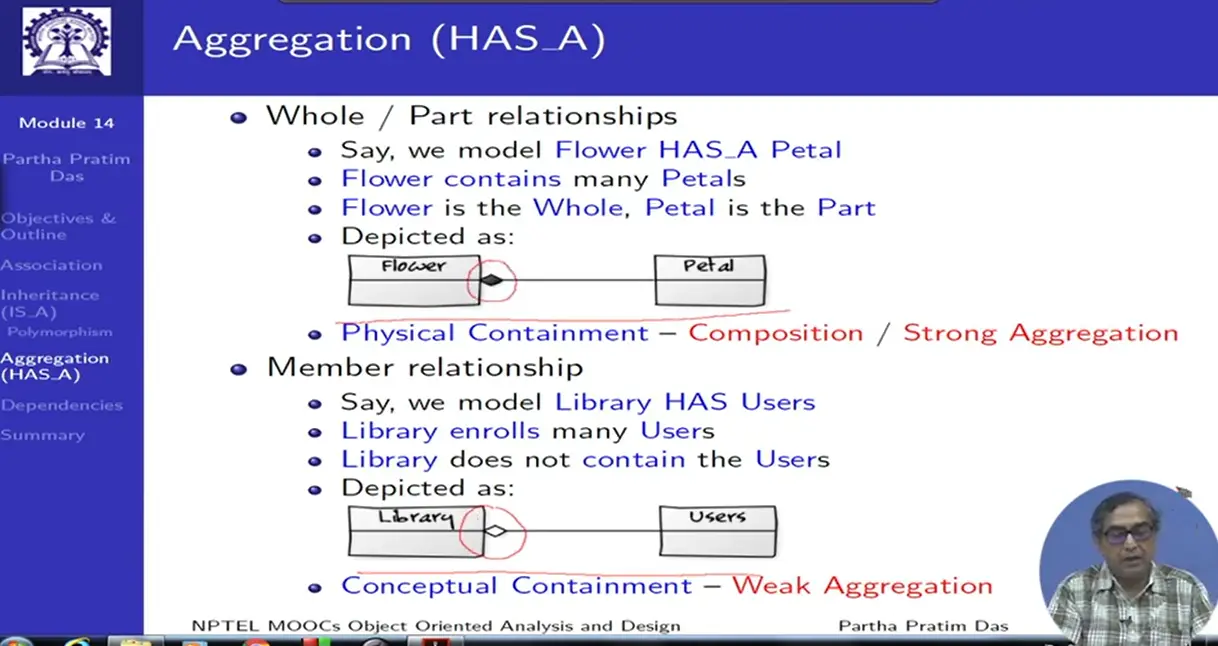 Aggregation (HAS_A)
Module 14
Partha Pratim
Das
Objectives &
Outline
Association
Inheritance
(IS_A)
Polymorphism
Aggregation
(HAS_A)
Dependencies
Summary
Whole / Part relationships
Say, we model Flower HAS_A Petal
Flower contains many Petals
Flower is the Whole, Petal is the Part
Depicted as:
Flower Petal
Physical Containment – Composition / Strong Aggregation
Member relationship
Say, we model Library HAS Users
Library enrolls many Users
Library does not contain the Users
Depicted as:
Library Users
Conceptual Containment – Weak Aggregation
NPTEL MOOCs Object Oriented Analysis and Design Partha Pratim Das